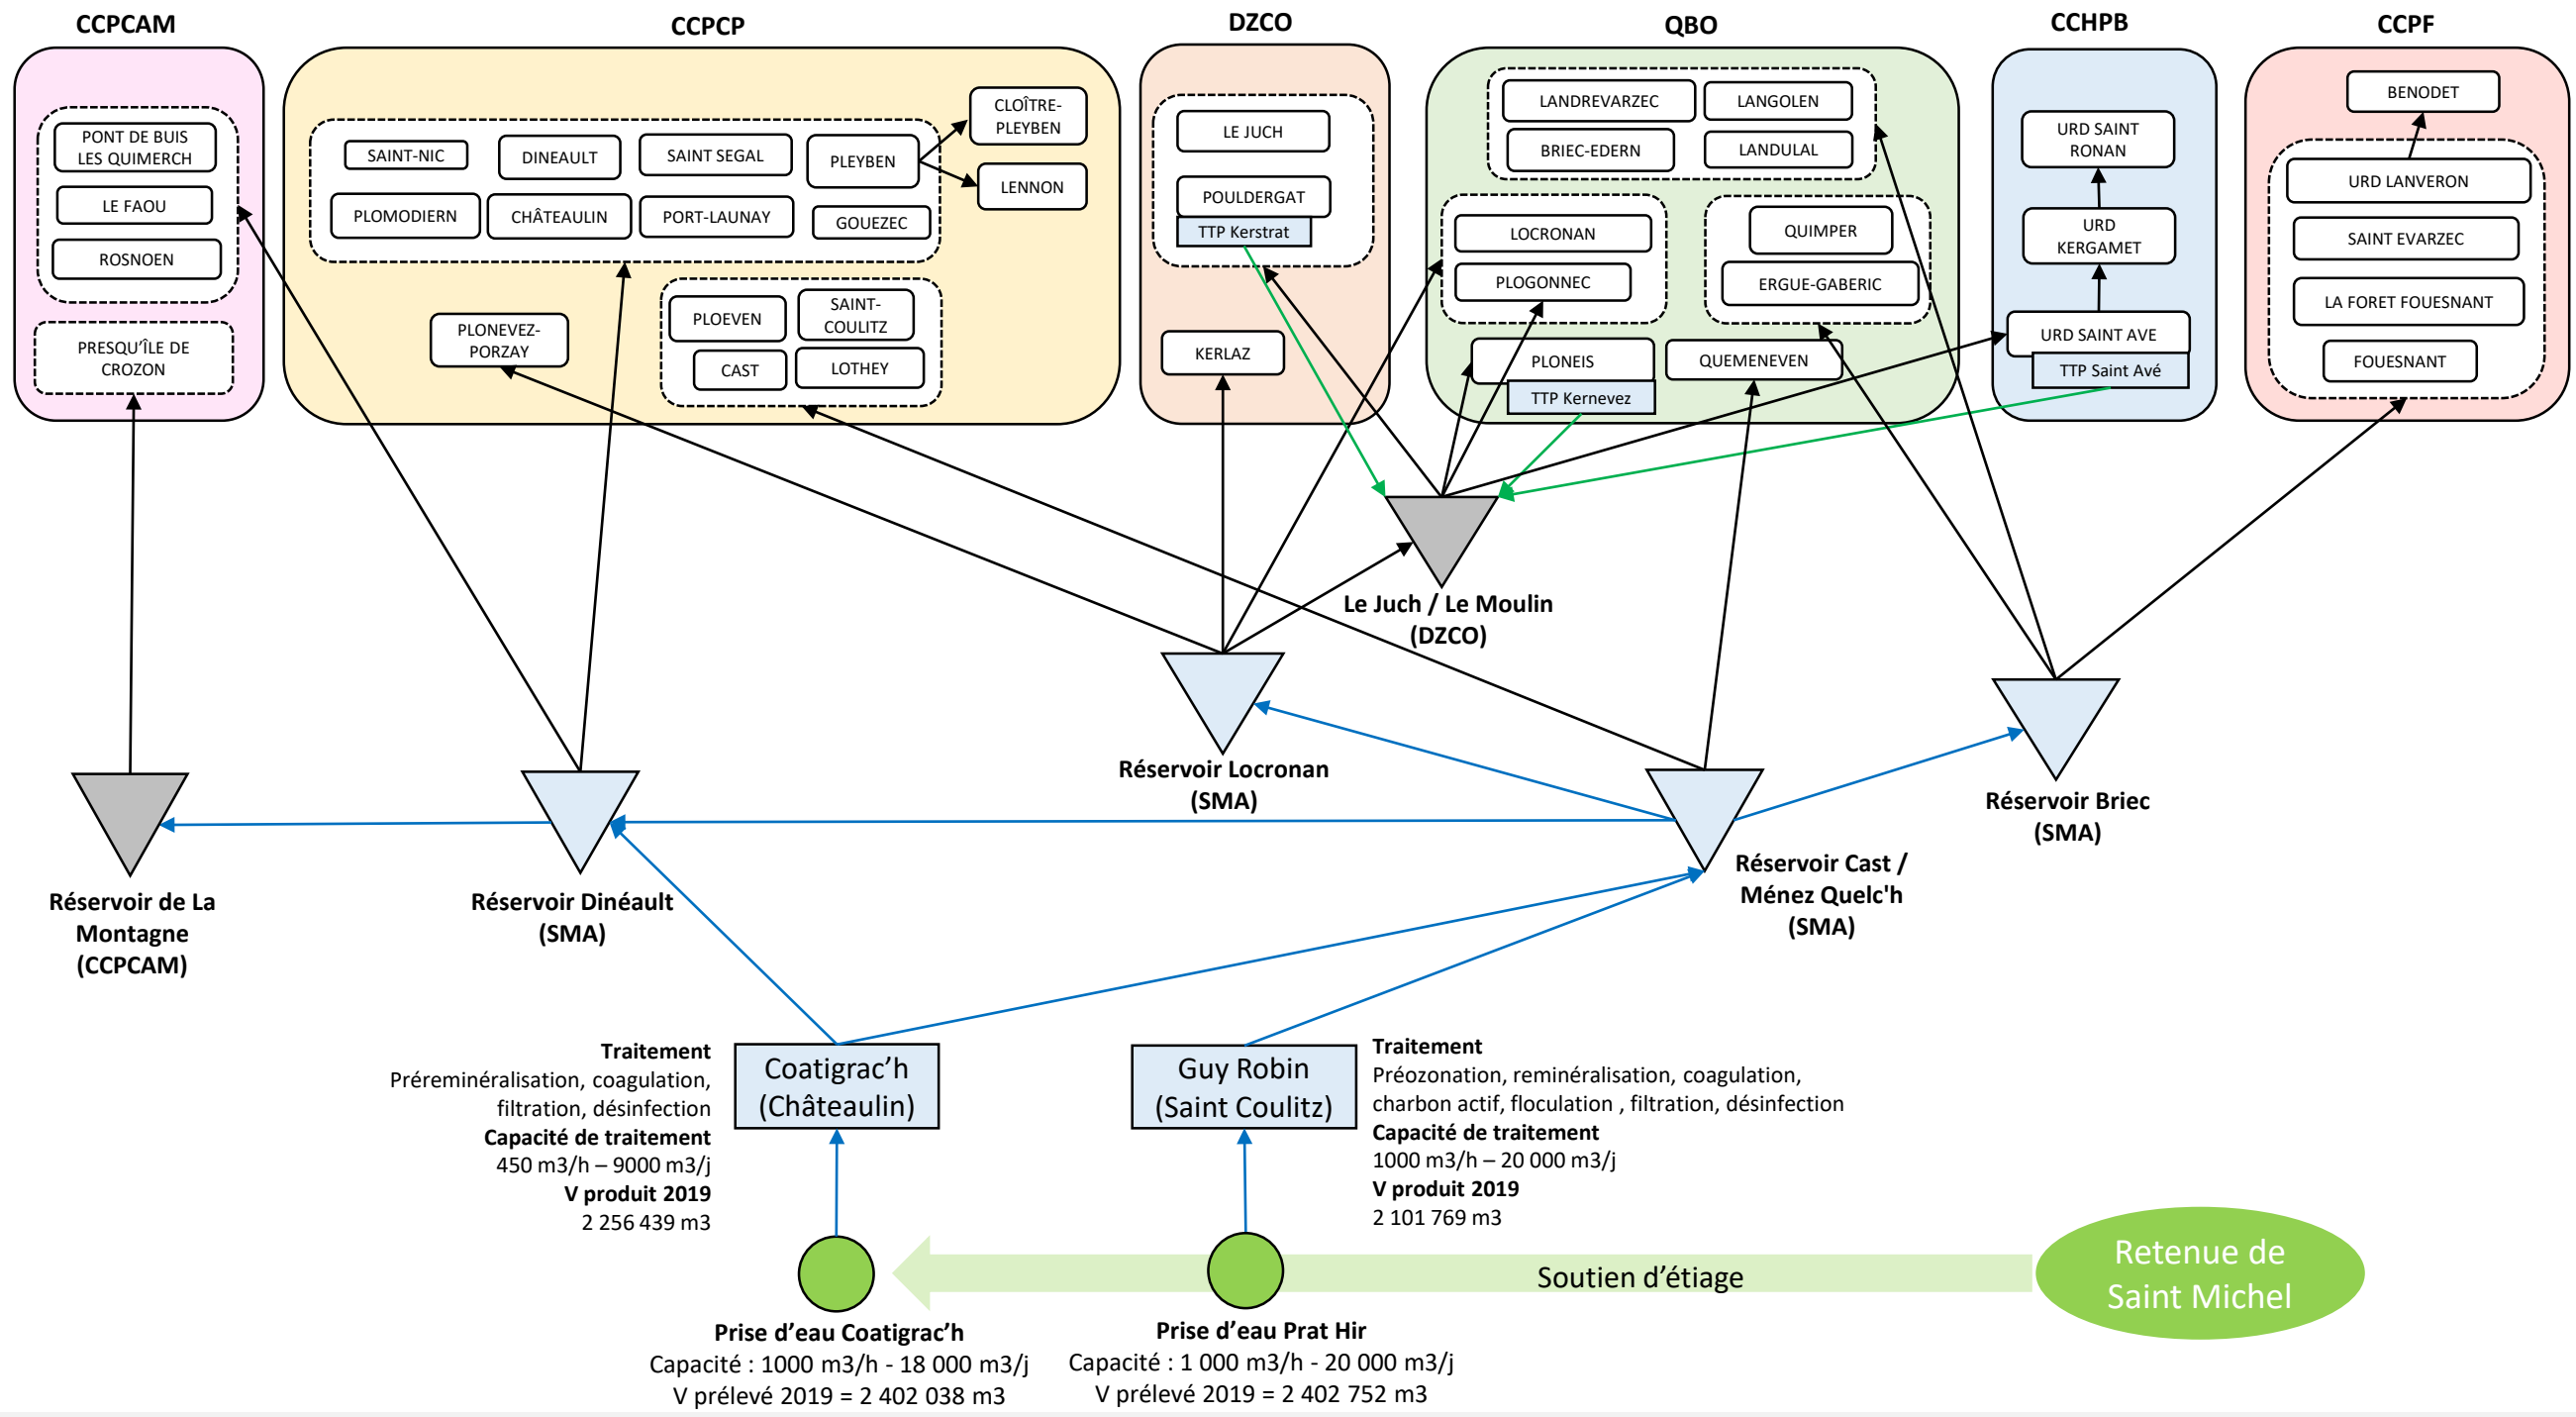 CCPCAM
CCPCP
DZCO
QBO
CCHPB
CCPF
PONT DE BUIS
LES QUIMERCH
LE FAOU
ROSNOEN
PRESQU'ÎLE DE
CROZON
SAINT-NIC
DINEAULT
SAINT SEGAL
PLEYBEN
CLOÎTRE-
PLEYBEN
LENNON
PLOMODIERN
CHÂTEAULIN
PORT-LAUNAY
GOUEZEC
PLONEVEZ-
PORZAY
PLOEVEN
SAINT-
COULITZ
CAST
LOTHEY
LE JUCH
POULDERGAT
TTP Kerstrat
KERLAZ
LANDREVARZEC
LANGOLEN
BRIEC-EDERN
LANDULAL
LOCRONAN
PLOGONNEC
QUIMPER
ERGUE-GABERIC
PLONEIS
TTP Kernevez
QUEMENEVEN
URD SAINT
RONAN
URD
KERGAMET
URD SAINT AVE
TTP Saint Avé
BENODET
URD LANVERON
SAINT EVARZEC
LA FORET FOUESNANT
FOUESNANT
Le Juch / Le Moulin
(DZCO)
Réservoir Locronan
(SMA)
Réservoir Briec
(SMA)
Réservoir Cast /
Ménez Quelc'h
(SMA)
Réservoir de La
Montagne
(CCPCAM)
Réservoir Dinéault
(SMA)
Traitement
Préreminéralisation, coagulation,
filtration, désinfection
Capacité de traitement
450 m3/h – 9000 m3/j
V produit 2019
2 256 439 m3
Coatigrac’h
(Châteaulin)
Guy Robin
(Saint Coulitz)
Traitement
Préozonation, reminéralisation, coagulation,
charbon actif, floculation , filtration, désinfection
Capacité de traitement
1000 m3/h – 20 000 m3/j
V produit 2019
2 101 769 m3
Soutien d’étiage
Retenue de
Saint Michel
Prise d’eau Coatigrac’h
Capacité : 1000 m3/h - 18 000 m3/j
V prélevé 2019 = 2 402 038 m3
Prise d’eau Prat Hir
Capacité : 1 000 m3/h - 20 000 m3/j
V prélevé 2019 = 2 402 752 m3